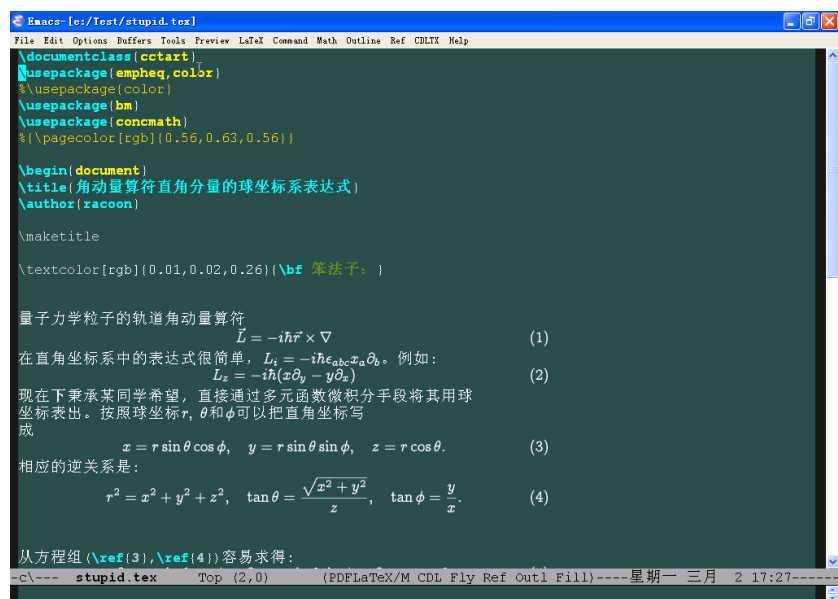 Emacs-[e:/Test/stupid.tex]
File Edit Options Buffers Tools Preview LaTeX Command Math Outline Ref CDLTX Help
\documentclass{cctart}
\usepackage{empheq,color}
%\usepackage{color}
\usepackage{bm}
\usepackage{concmath}
%{\pagecolor[rgb]{0.56,0.63,0.56}}
\begin{document}
\title{角动量算符直角分量的球坐标系表达式}
\author{racoon}
\maketitle
\textcolor[rgb]{0.01,0.02,0.26}{\bf 笨法子：}
量子力学粒子的轨道角动量算符
L⃗ = −iħr⃗ × ∇ (1)
在直角坐标系中的表达式很简单，L_i = −iħϵ_{abc}x_a∂_b。例如：
L_z = −iħ(x∂_y − y∂_x) (2)
现在下秉承某同学希望，直接通过多元函数微积分手段将其用球
坐标表出。按照球坐标r, θ和ϕ可以把直角坐标写
成
x = r sin θ cos ϕ, y = r sin θ sin ϕ, z = r cos θ. (3)
相应的逆关系是：
r² = x² + y² + z², tan θ = √(x² + y²)/z, tan ϕ = y/x. (4)
从方程组(\ref{3},\ref{4})容易求得：
-c\--- stupid.tex Top (2,0) (PDFLaTeX/M CDL Fly Ref Outl Fill)----星期一 三月 2 17:27------